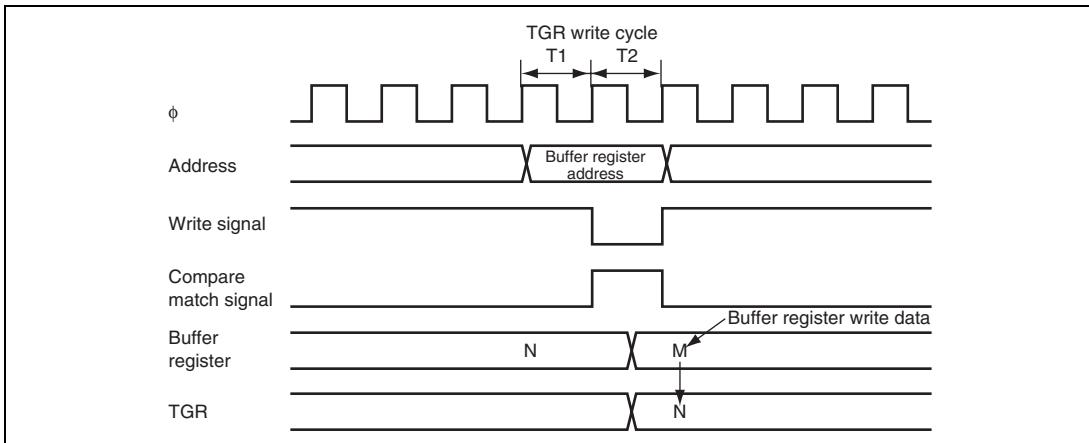 TGR write cycle
T1 T2
ϕ
Address
Buffer register
address
Write signal
Compare
match signal
Buffer register write data
Buffer
register
N M
TGR
N